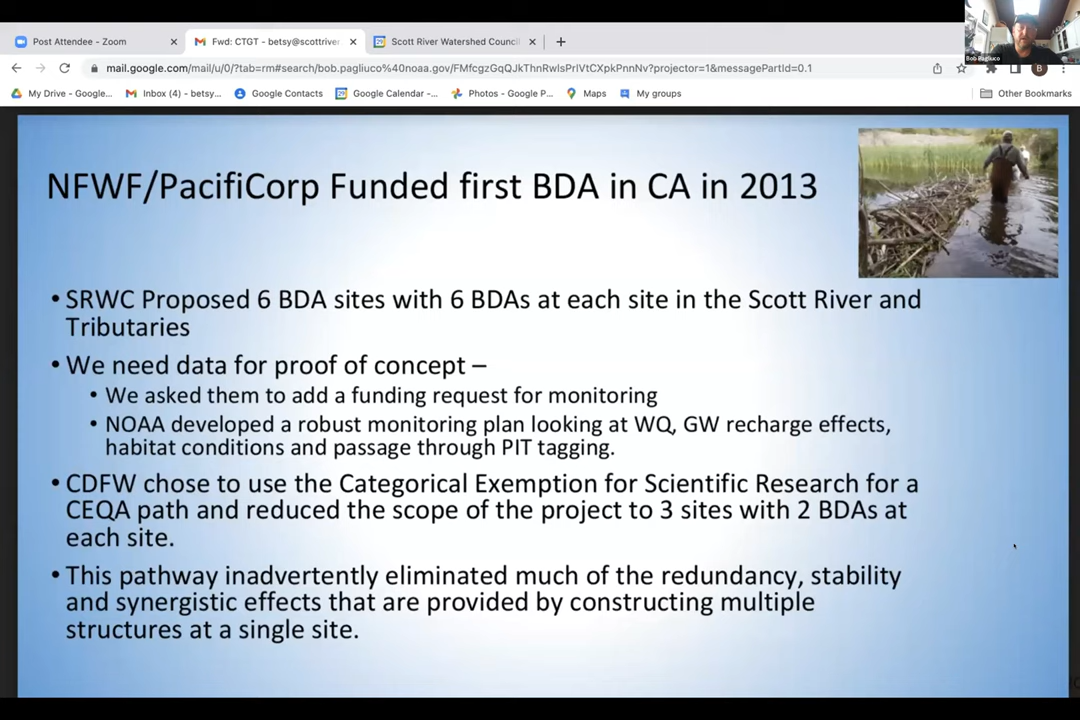 Post Attendee - Zoom
Fwd: CTGT - betsy@scottriver
Scott River Watershed Council
mail.google.com/mail/u/0/?tab=rm#search/bob.pagliuco%40noaa.gov/FMfcgzGqQJkThnRwlsPrlVtCXpkPnnNv?projector=1&messagePartId=0.1
B
My Drive - Google...
Inbox (4) - betsy...
Google Contacts
Google Calendar -...
Photos - Google P...
Maps
My groups
Other Bookmarks
Bob Pagliuco
NFWF/PacifiCorp Funded first BDA in CA in 2013
• SRWC Proposed 6 BDA sites with 6 BDAs at each site in the Scott River and
Tributaries
• We need data for proof of concept –
• We asked them to add a funding request for monitoring
• NOAA developed a robust monitoring plan looking at WQ, GW recharge effects,
habitat conditions and passage through PIT tagging.
• CDFW chose to use the Categorical Exemption for Scientific Research for a
CEQA path and reduced the scope of the project to 3 sites with 2 BDAs at
each site.
• This pathway inadvertently eliminated much of the redundancy, stability
and synergistic effects that are provided by constructing multiple
structures at a single site.